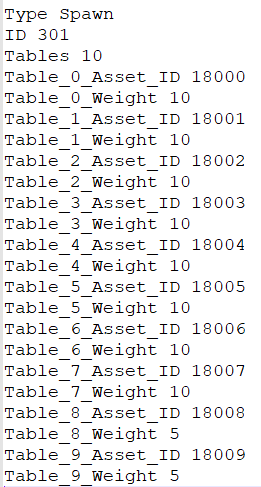 Type Spawn
ID 301
Tables 10
Table_0_Asset_ID 18000
Table_0_Weight 10
Table_1_Asset_ID 18001
Table_1_Weight 10
Table_2_Asset_ID 18002
Table_2_Weight 10
Table_3_Asset_ID 18003
Table_3_Weight 10
Table_4_Asset_ID 18004
Table_4_Weight 10
Table_5_Asset_ID 18005
Table_5_Weight 10
Table_6_Asset_ID 18006
Table_6_Weight 10
Table_7_Asset_ID 18007
Table_7_Weight 10
Table_8_Asset_ID 18008
Table_8_Weight 5
Table_9_Asset_ID 18009
Table_9_Weight 5